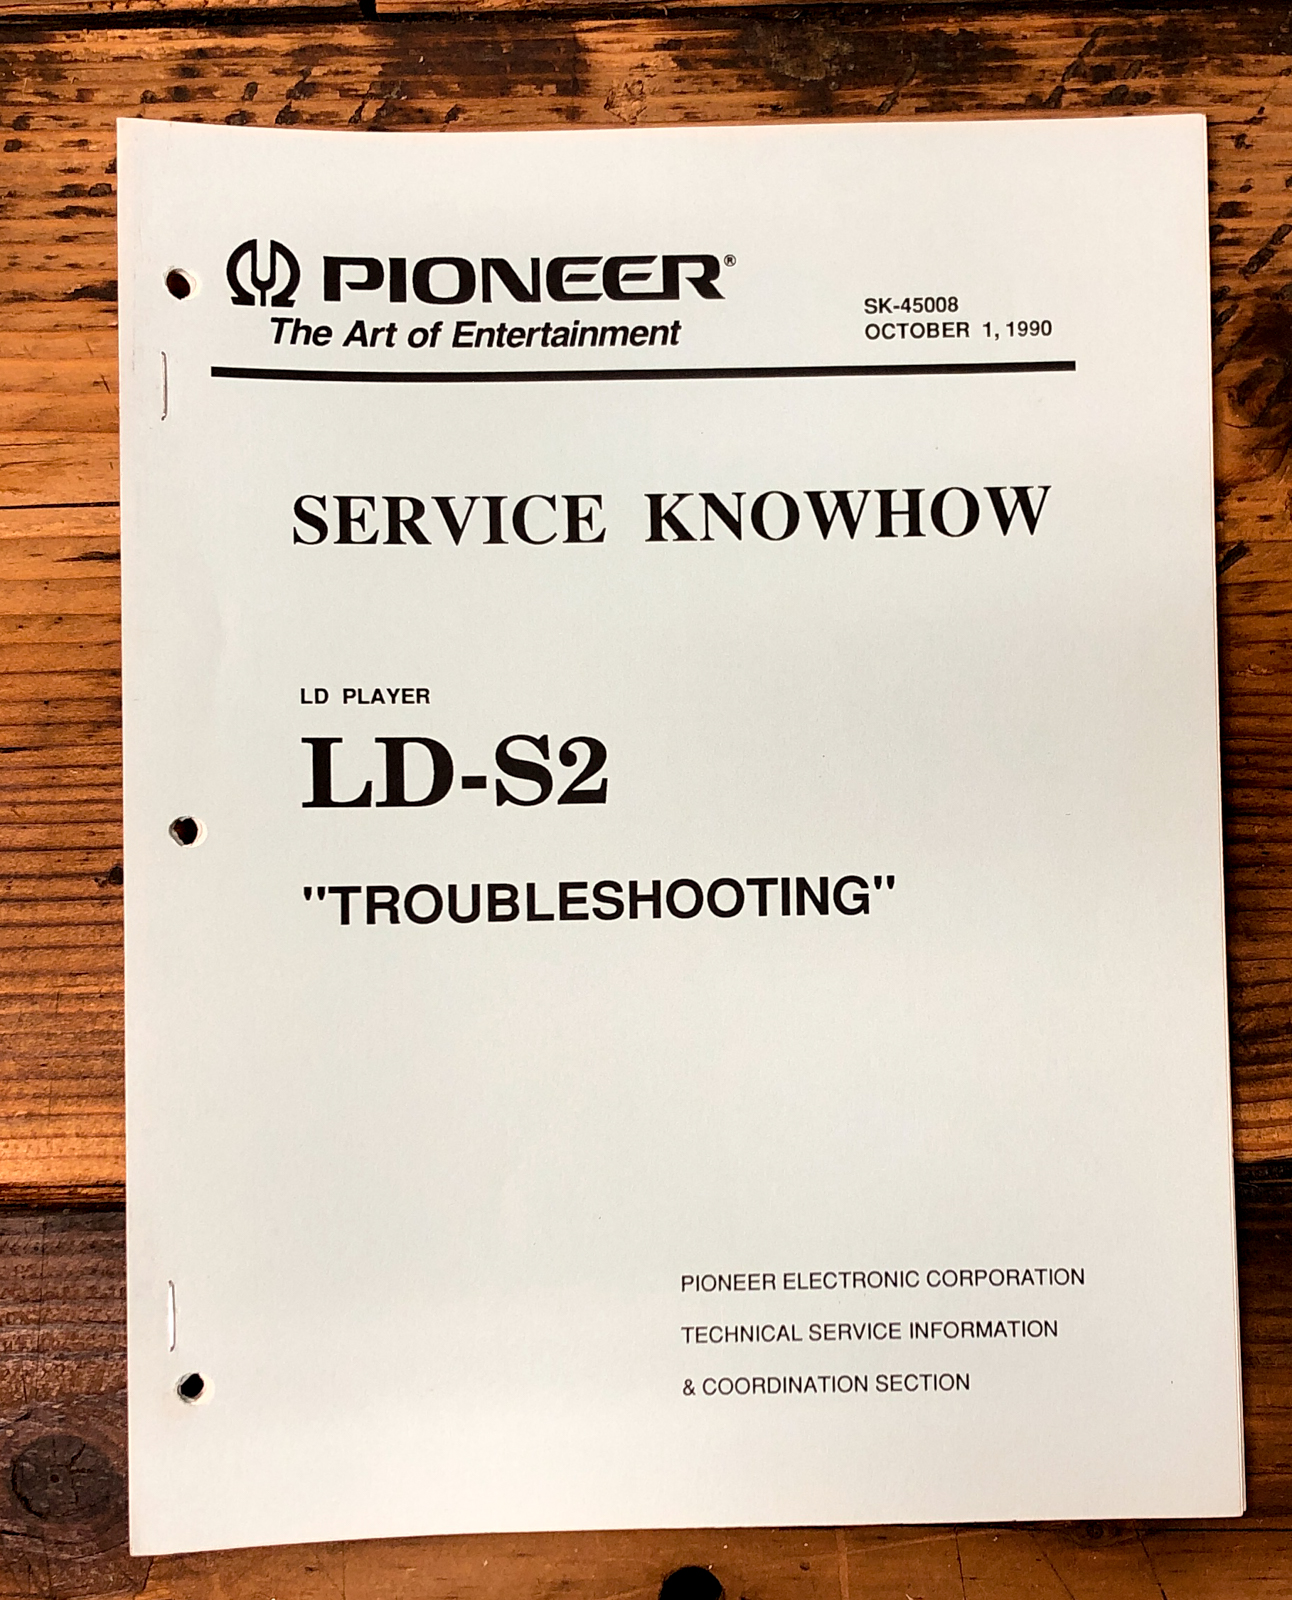 PIONEER®
The Art of Entertainment
SK-45008
OCTOBER 1, 1990
SERVICE KNOWHOW
LD PLAYER
LD-S2
"TROUBLESHOOTING"
PIONEER ELECTRONIC CORPORATION
TECHNICAL SERVICE INFORMATION
& COORDINATION SECTION